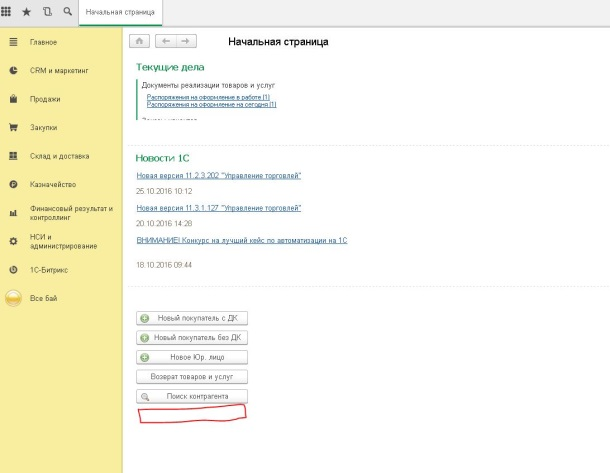 Начальная страница
Главное
CRM и маркетинг
Продажи
Закупки
Склад и доставка
Казначейство
Финансовый результат и
контроллинг
НСИ и
администрирование
1С-Битрикс
Все бай
Начальная страница
Текущие дела
Документы реализации товаров и услуг
Распоряжения на оформление в работе (1)
Распоряжения на оформление на сегодня (1)
Новости 1С
Новая версия 11.2.3.202 "Управление торговлей"
25.10.2016 10:12
Новая версия 11.3.1.127 "Управление торговлей"
20.10.2016 14:28
ВНИМАНИЕ! Конкурс на лучший кейс по автоматизации на 1С
18.10.2016 09:44
Новый покупатель с ДК
Новый покупатель без ДК
Новое Юр. лицо
Возврат товаров и услуг
Поиск контрагента